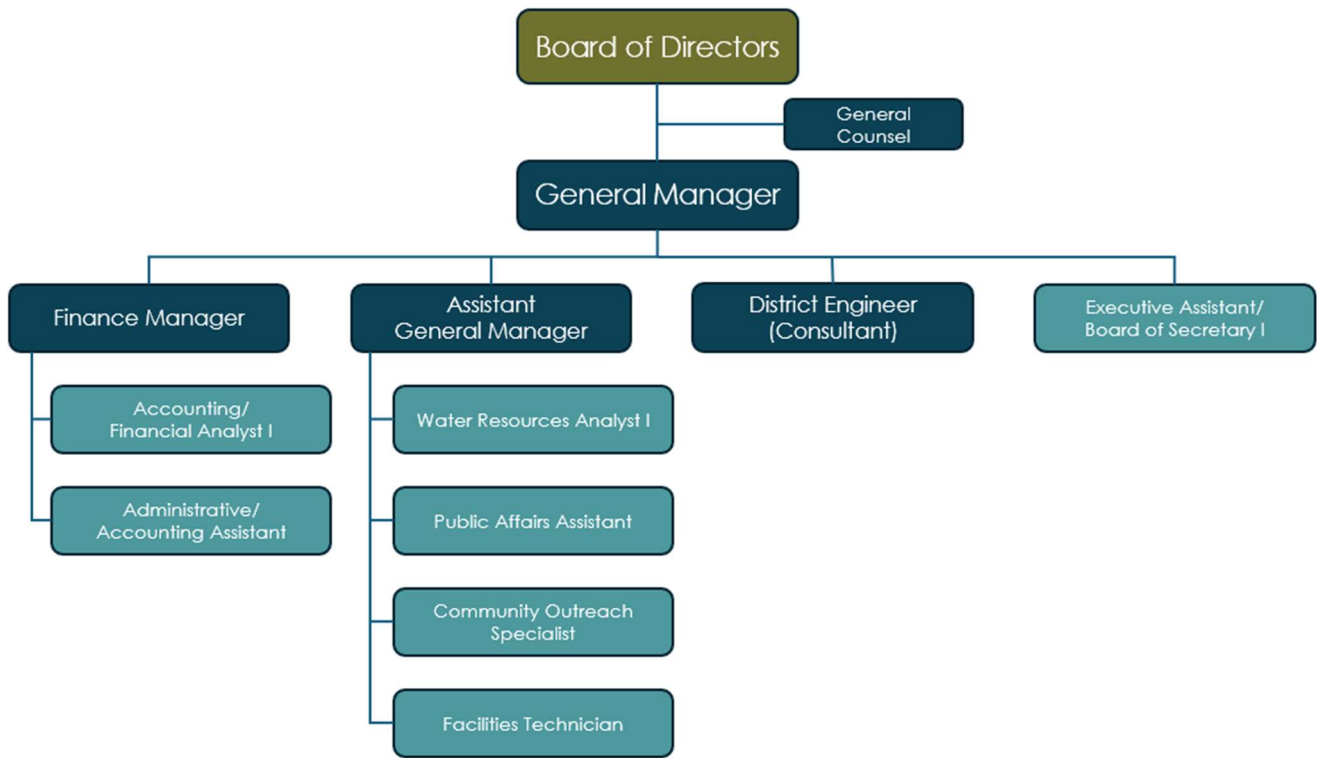 Board of Directors
General
Counsel
General Manager
Finance Manager
Assistant
General Manager
District Engineer
(Consultant)
Executive Assistant/
Board of Secretary I
Accounting/
Financial Analyst I
Administrative/
Accounting Assistant
Water Resources Analyst I
Public Affairs Assistant
Community Outreach
Specialist
Facilities Technician